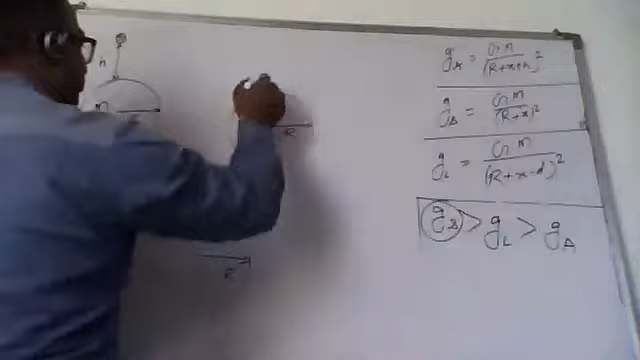 h
R
R
g_A = GM / (R+x+h)²
g_B = GM / (R+x)²
g_C = GM / (R+x-d)²
g_B > g_C > g_A